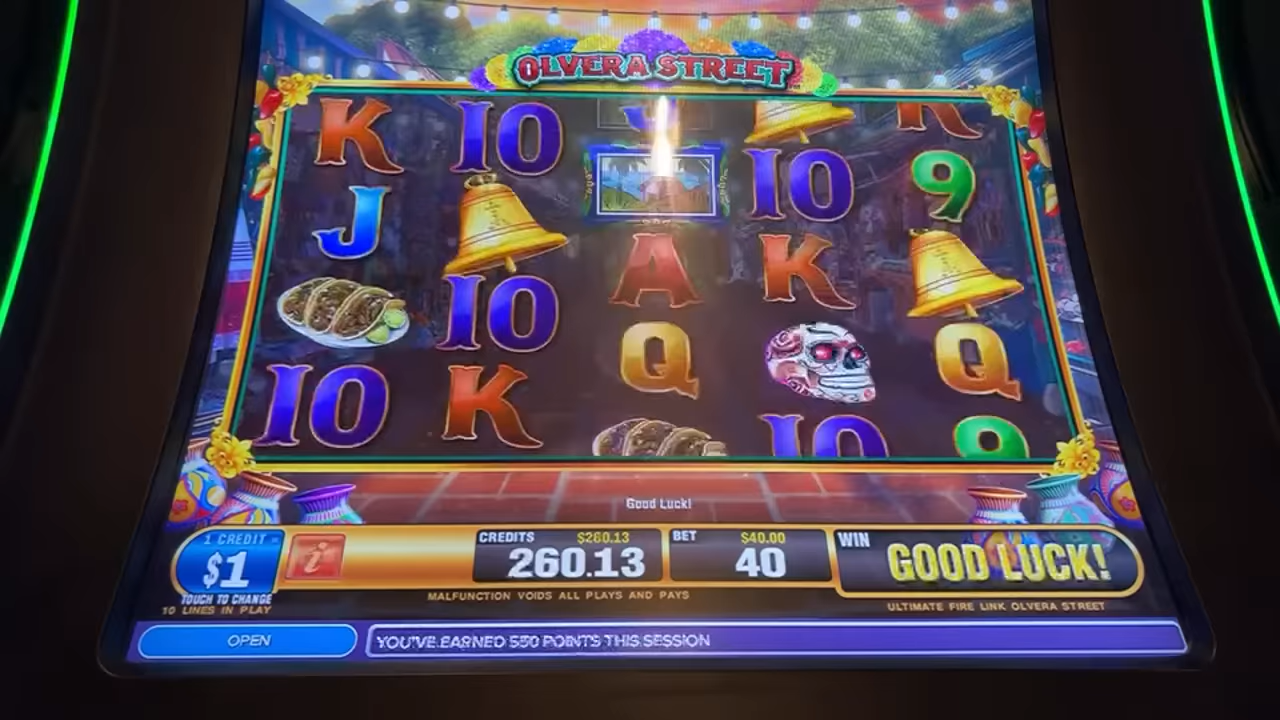 OLVERA STREET
K 10 J K
10 9
J
A K
10
Q Q
10 K
10 9
Good Luck!
1 CREDIT =
$1
TOUCH TO CHANGE
10 LINES IN PLAY
i
CREDITS $260.13
260.13
BET $40.00
40
WIN
GOOD LUCK!
MALFUNCTION VOIDS ALL PLAYS AND PAYS
ULTIMATE FIRE LINK OLVERA STREET
OPEN
YOU'VE EARNED 550 POINTS THIS SESSION